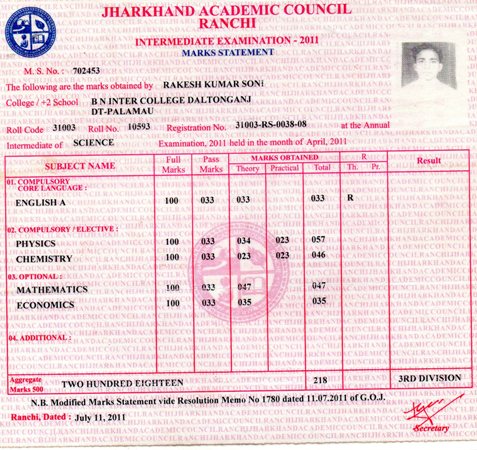 JHARKHAND ACADEMIC COUNCIL
RANCHI
INTERMEDIATE EXAMINATION - 2011
MARKS STATEMENT
M. S. No. : 702453
The following are the marks obtained by RAKESH KUMAR SONI
College / +2 School B N INTER COLLEGE DALTONGANJ
DT-PALAMAU
Roll Code 31003 Roll No. 10593 Registration No. 31003-RS-0038-08 at the Annual
Intermediate of SCIENCE Examination, 2011 held in the month of April, 2011
SUBJECT NAME Full Marks Pass Marks MARKS OBTAINED Theory Practical Total R Th. Pr. Result
01. COMPULSORY
CORE LANGUAGE :
ENGLISH A 100 033 033 033 R
02. COMPULSORY / ELECTIVE :
PHYSICS 100 033 034 023 057
CHEMISTRY 100 033 023 023 046
03. OPTIONAL :
MATHEMATICS 100 033 047 047
ECONOMICS 100 033 035 035
04. ADDITIONAL :
Aggregate Marks 500 TWO HUNDRED EIGHTEEN 218 3RD DIVISION
N.B. Modified Marks Statement vide Resolution Memo No 1780 dated 11.07.2011 of G.O.J.
Ranchi, Dated : July 11, 2011
Secretary